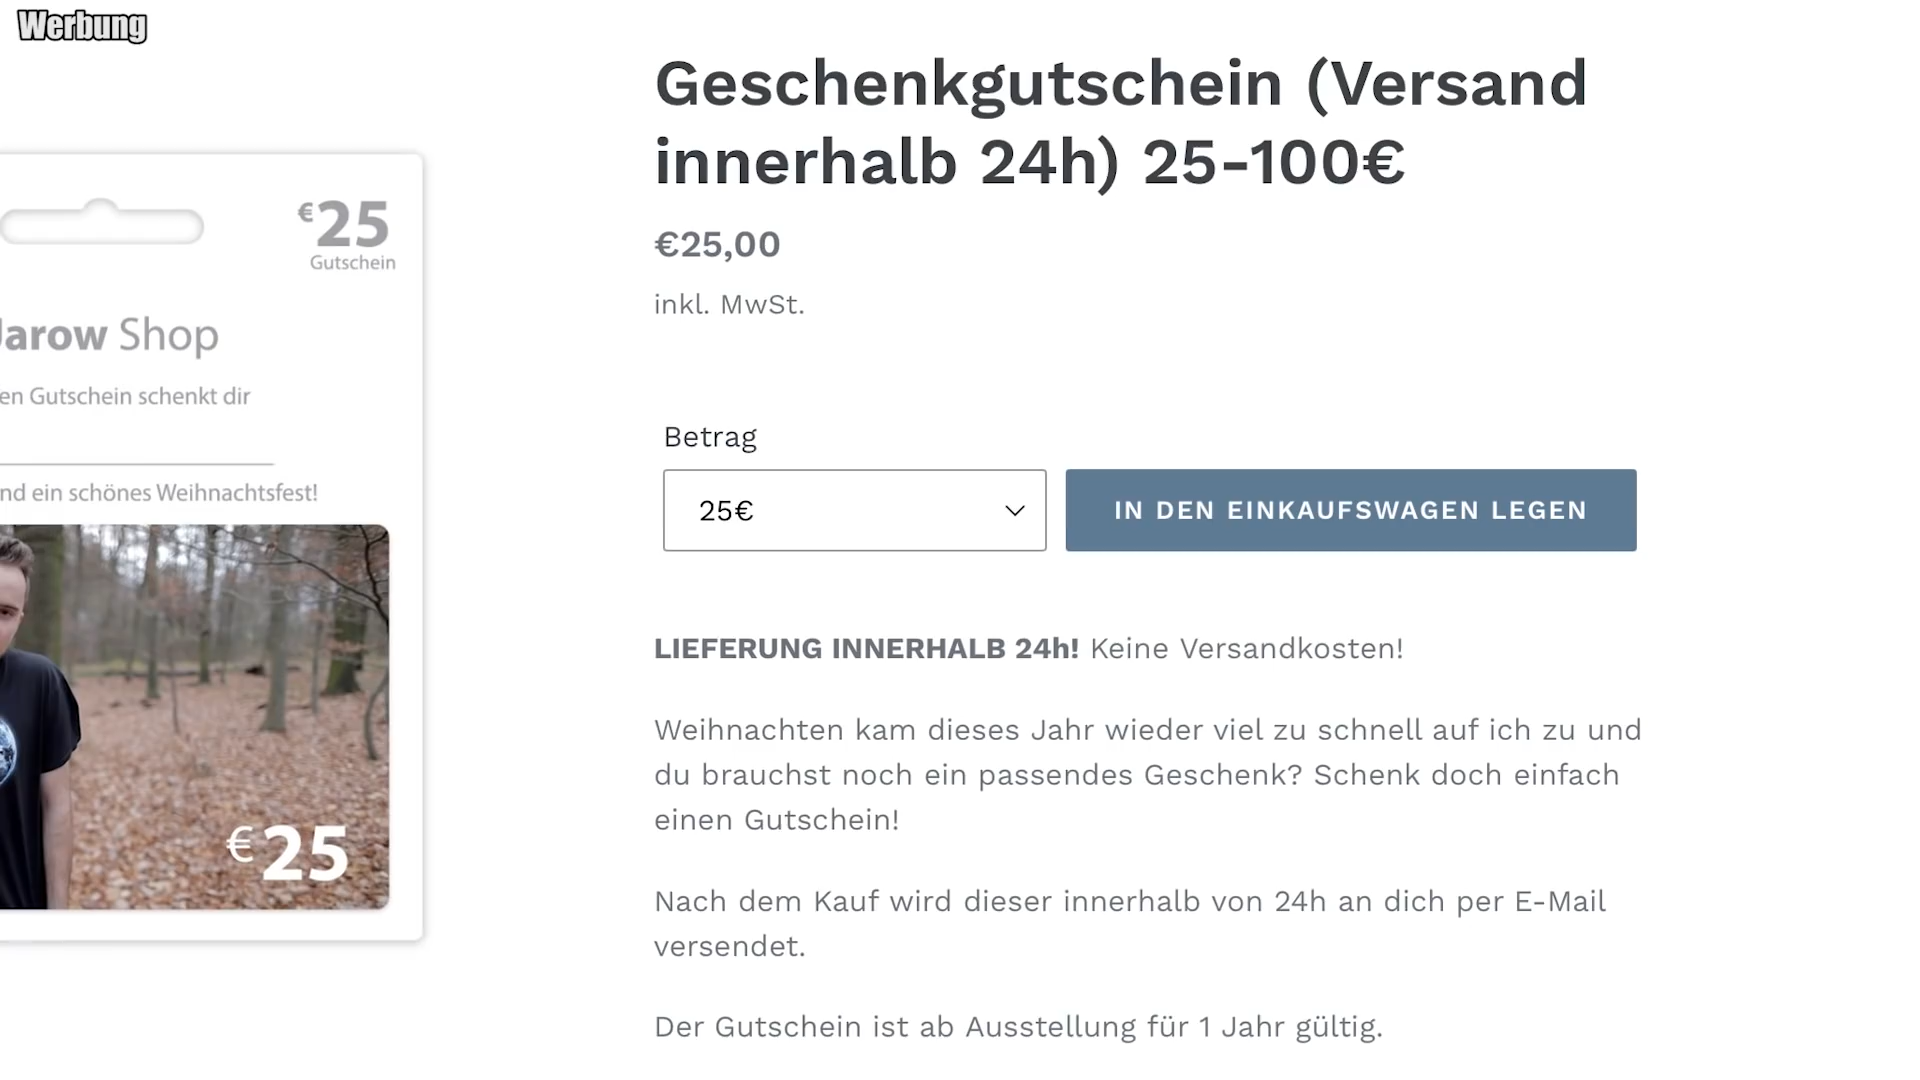 Werbung
Geschenkgutschein (Versand
innerhalb 24h) 25-100€
€25,00
inkl. MwSt.
Betrag
25€
IN DEN EINKAUFSWAGEN LEGEN
LIEFERUNG INNERHALB 24h! Keine Versandkosten!
Weihnachten kam dieses Jahr wieder viel zu schnell auf ich zu und
du brauchst noch ein passendes Geschenk? Schenk doch einfach
einen Gutschein!
Nach dem Kauf wird dieser innerhalb von 24h an dich per E-Mail
versendet.
Der Gutschein ist ab Ausstellung für 1 Jahr gültig.
€25
Gutschein
Jarow Shop
en Gutschein schenkt dir
nd ein schönes Weihnachtsfest!
€25